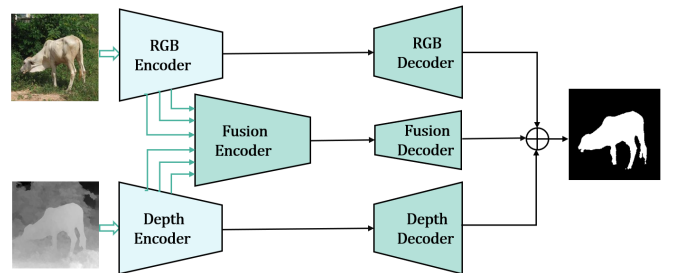 RGB
Encoder
RGB
Decoder
Fusion
Encoder
Fusion
Decoder
Depth
Encoder
Depth
Decoder